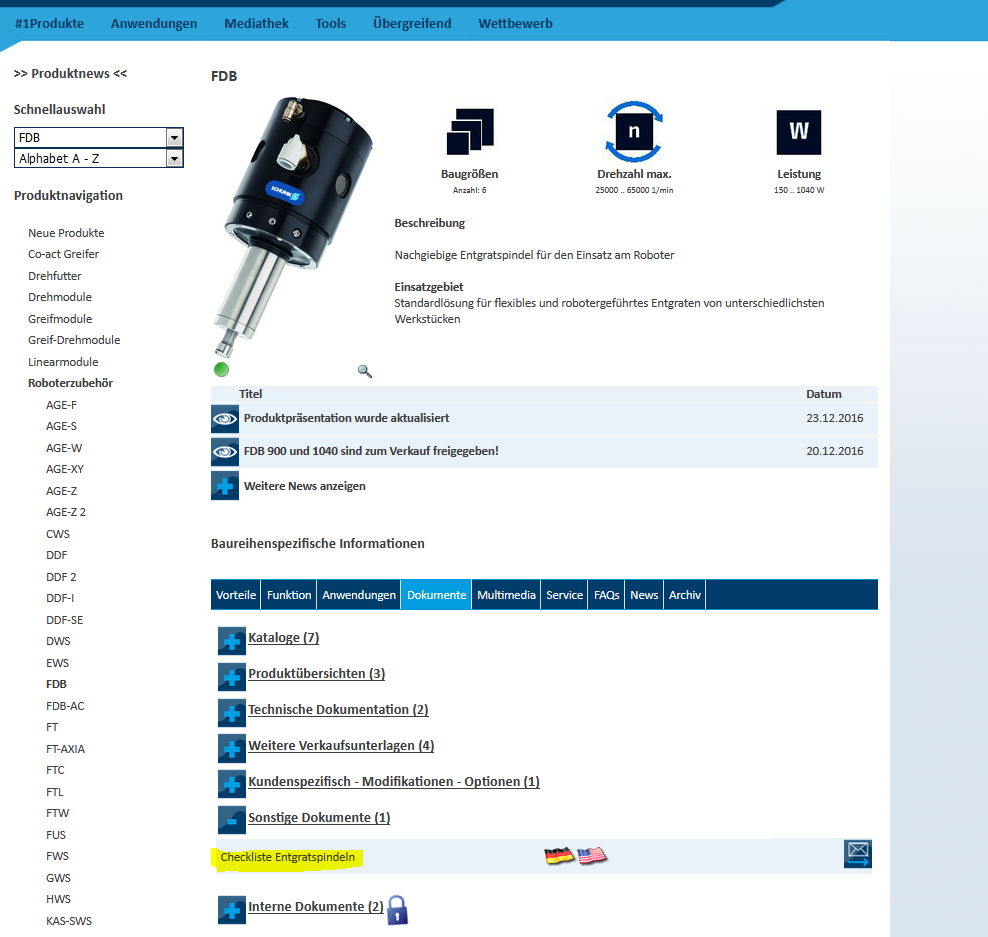 #1Produkte Anwendungen Mediathek Tools Übergreifend Wettbewerb
>> Produktnews <<
Schnellauswahl
FDB
Alphabet A - Z
Produktnavigation
Neue Produkte
Co-act Greifer
Drehfutter
Drehmodule
Greifmodule
Greif-Drehmodule
Linearmodule
Roboterzubehör
AGE-F
AGE-S
AGE-W
AGE-XY
AGE-Z
AGE-Z 2
CWS
DDF
DDF 2
DDF-I
DDF-SE
DWS
EWS
FDB
FDB-AC
FT
FT-AXIA
FTC
FTL
FTW
FUS
FWS
GWS
HWS
KAS-SWS
FDB
SCHUNK
Baugrößen
Anzahl: 6
n
Drehzahl max.
25000 .. 65000 1/min
W
Leistung
150 .. 1040 W
Beschreibung
Nachgiebige Entgratspindel für den Einsatz am Roboter
Einsatzgebiet
Standardlösung für flexibles und robotergeführtes Entgraten von unterschiedlichsten
Werkstücken
Titel Datum
Produktpräsentation wurde aktualisiert 23.12.2016
FDB 900 und 1040 sind zum Verkauf freigegeben! 20.12.2016
Weitere News anzeigen
Baureihenspezifische Informationen
Vorteile Funktion Anwendungen Dokumente Multimedia Service FAQs News Archiv
Kataloge (7)
Produktübersichten (3)
Technische Dokumentation (2)
Weitere Verkaufsunterlagen (4)
Kundenspezifisch - Modifikationen - Optionen (1)
Sonstige Dokumente (1)
Checkliste Entgratspindeln
Interne Dokumente (2)